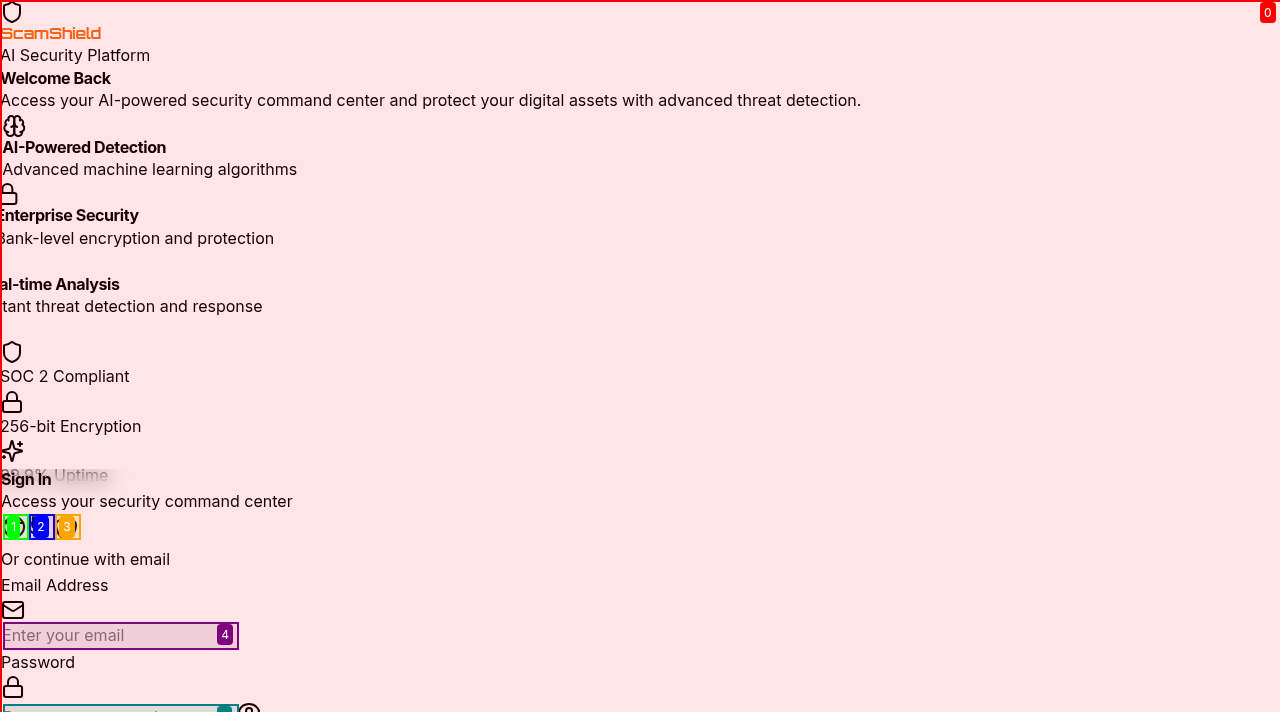 0
ScamShield
AI Security Platform
Welcome Back
Access your AI-powered security command center and protect your digital assets with advanced threat detection.
AI-Powered Detection
Advanced machine learning algorithms
Enterprise Security
Bank-level encryption and protection
al-time Analysis
tant threat detection and response
SOC 2 Compliant
256-bit Encryption
99.9% Uptime
Sign In
Access your security command center
1 2 3
Or continue with email
Email Address
Enter your email 4
Password